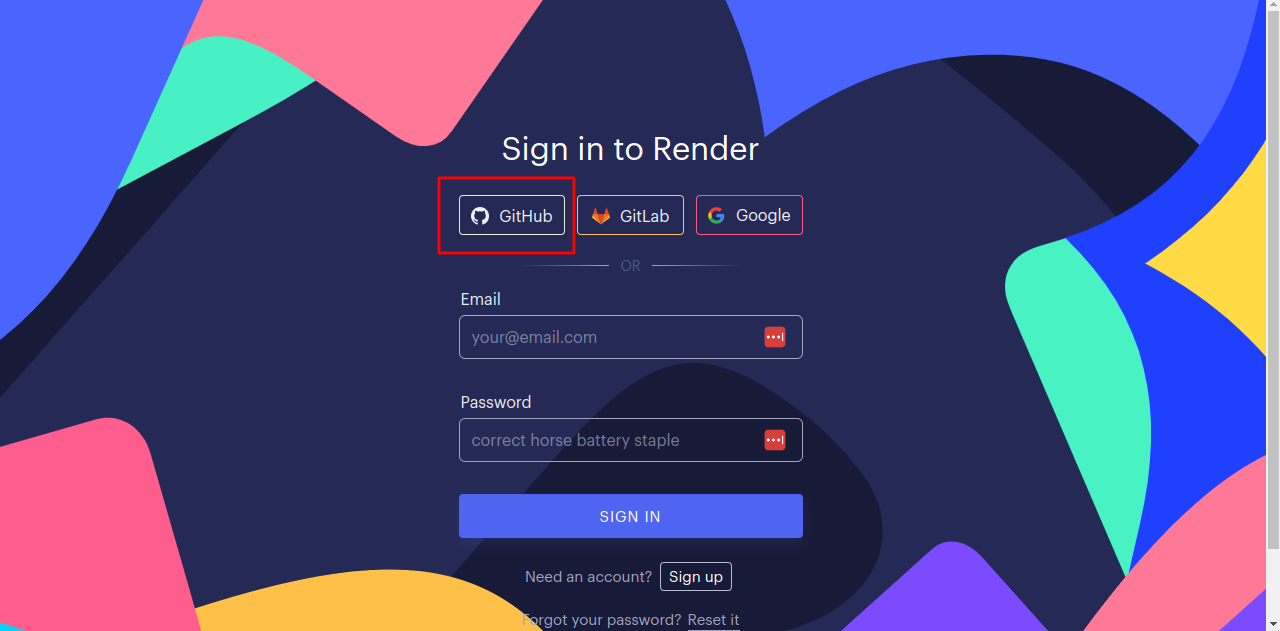 Sign in to Render
GitHub GitLab Google
OR
Email
your@email.com
Password
correct horse battery staple
SIGN IN
Need an account? Sign up
Forgot your password? Reset it